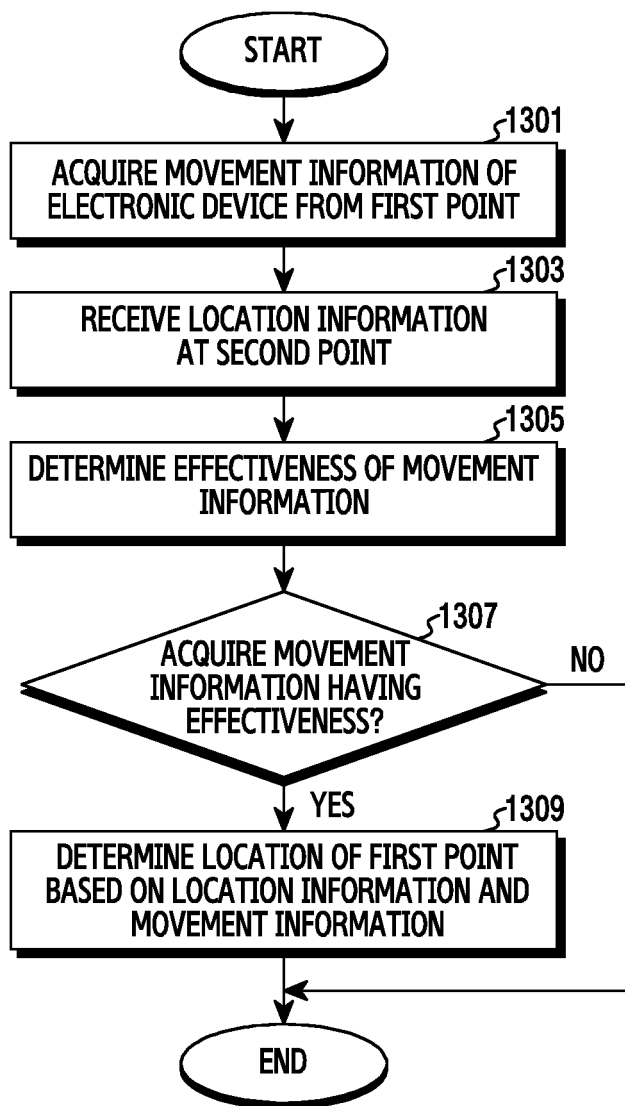 START
1301
ACQUIRE MOVEMENT INFORMATION OF
ELECTRONIC DEVICE FROM FIRST POINT
1303
RECEIVE LOCATION INFORMATION
AT SECOND POINT
1305
DETERMINE EFFECTIVENESS OF MOVEMENT
INFORMATION
1307
ACQUIRE MOVEMENT
INFORMATION HAVING
EFFECTIVENESS?
NO
YES
1309
DETERMINE LOCATION OF FIRST POINT
BASED ON LOCATION INFORMATION AND
MOVEMENT INFORMATION
END